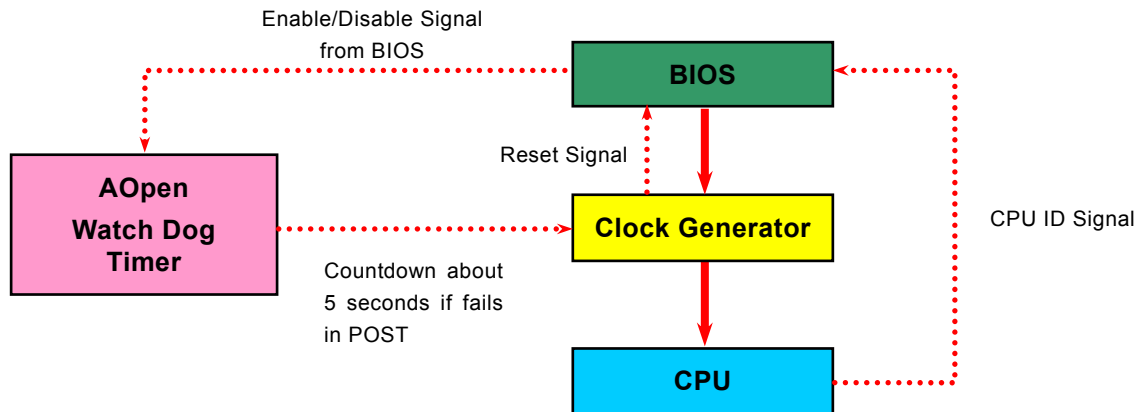 Enable/Disable Signal
from BIOS
BIOS
Reset Signal
AOpen
Watch Dog
Timer
Clock Generator
CPU ID Signal
Countdown about
5 seconds if fails
in POST
CPU